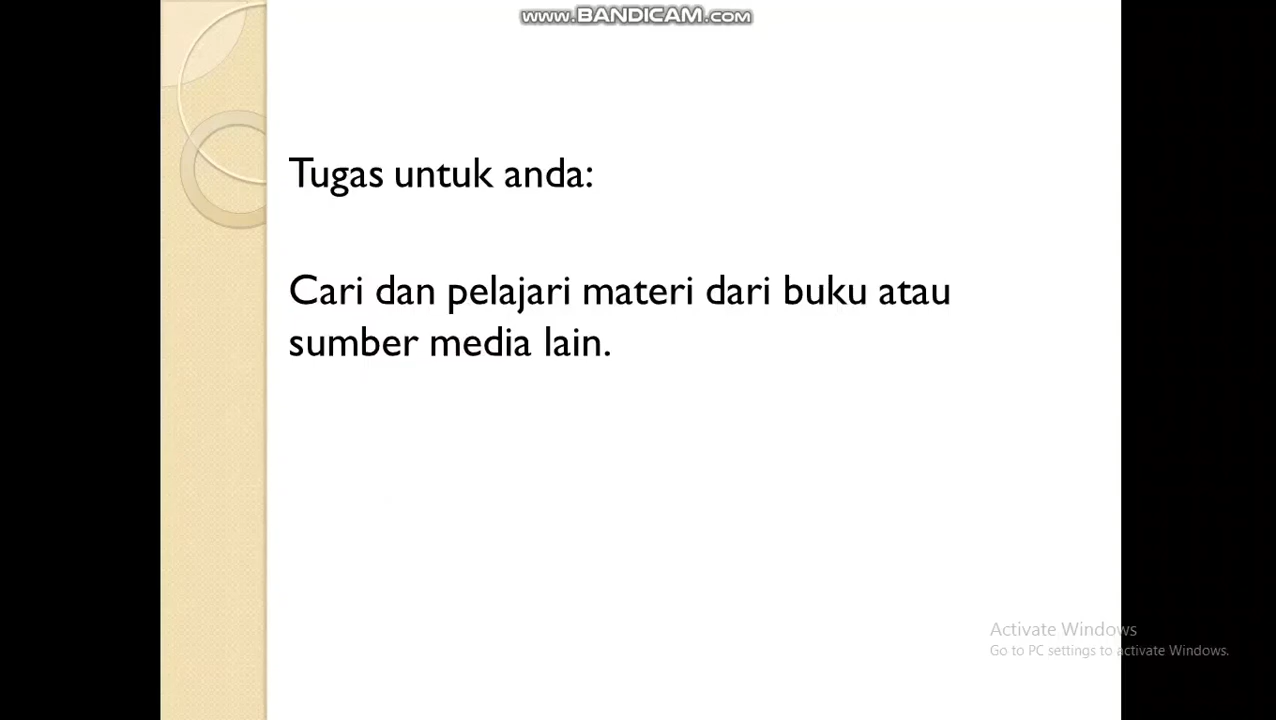 www.BANDICAM.com
Tugas untuk anda:
Cari dan pelajari materi dari buku atau
sumber media lain.
Activate Windows
Go to PC settings to activate Windows.